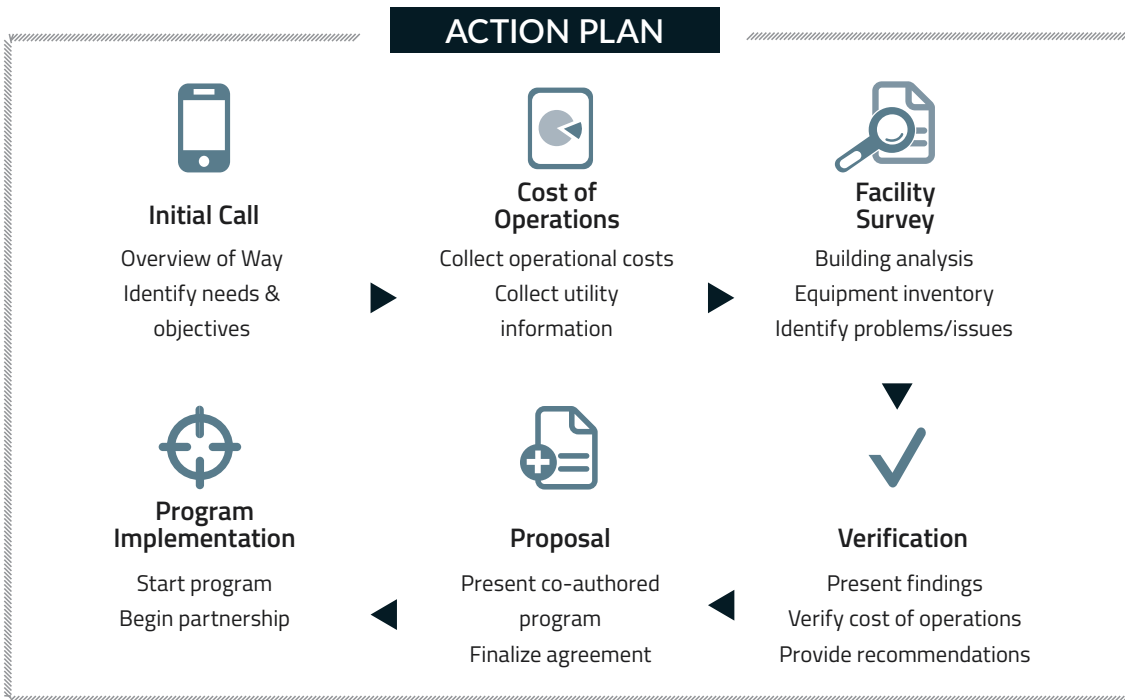 ACTION PLAN
Initial Call
Overview of Way
Identify needs &
objectives
Cost of
Operations
Collect operational costs
Collect utility
information
Facility
Survey
Building analysis
Equipment inventory
Identify problems/issues
Verification
Present findings
Verify cost of operations
Provide recommendations
Proposal
Present co-authored
program
Finalize agreement
Program
Implementation
Start program
Begin partnership